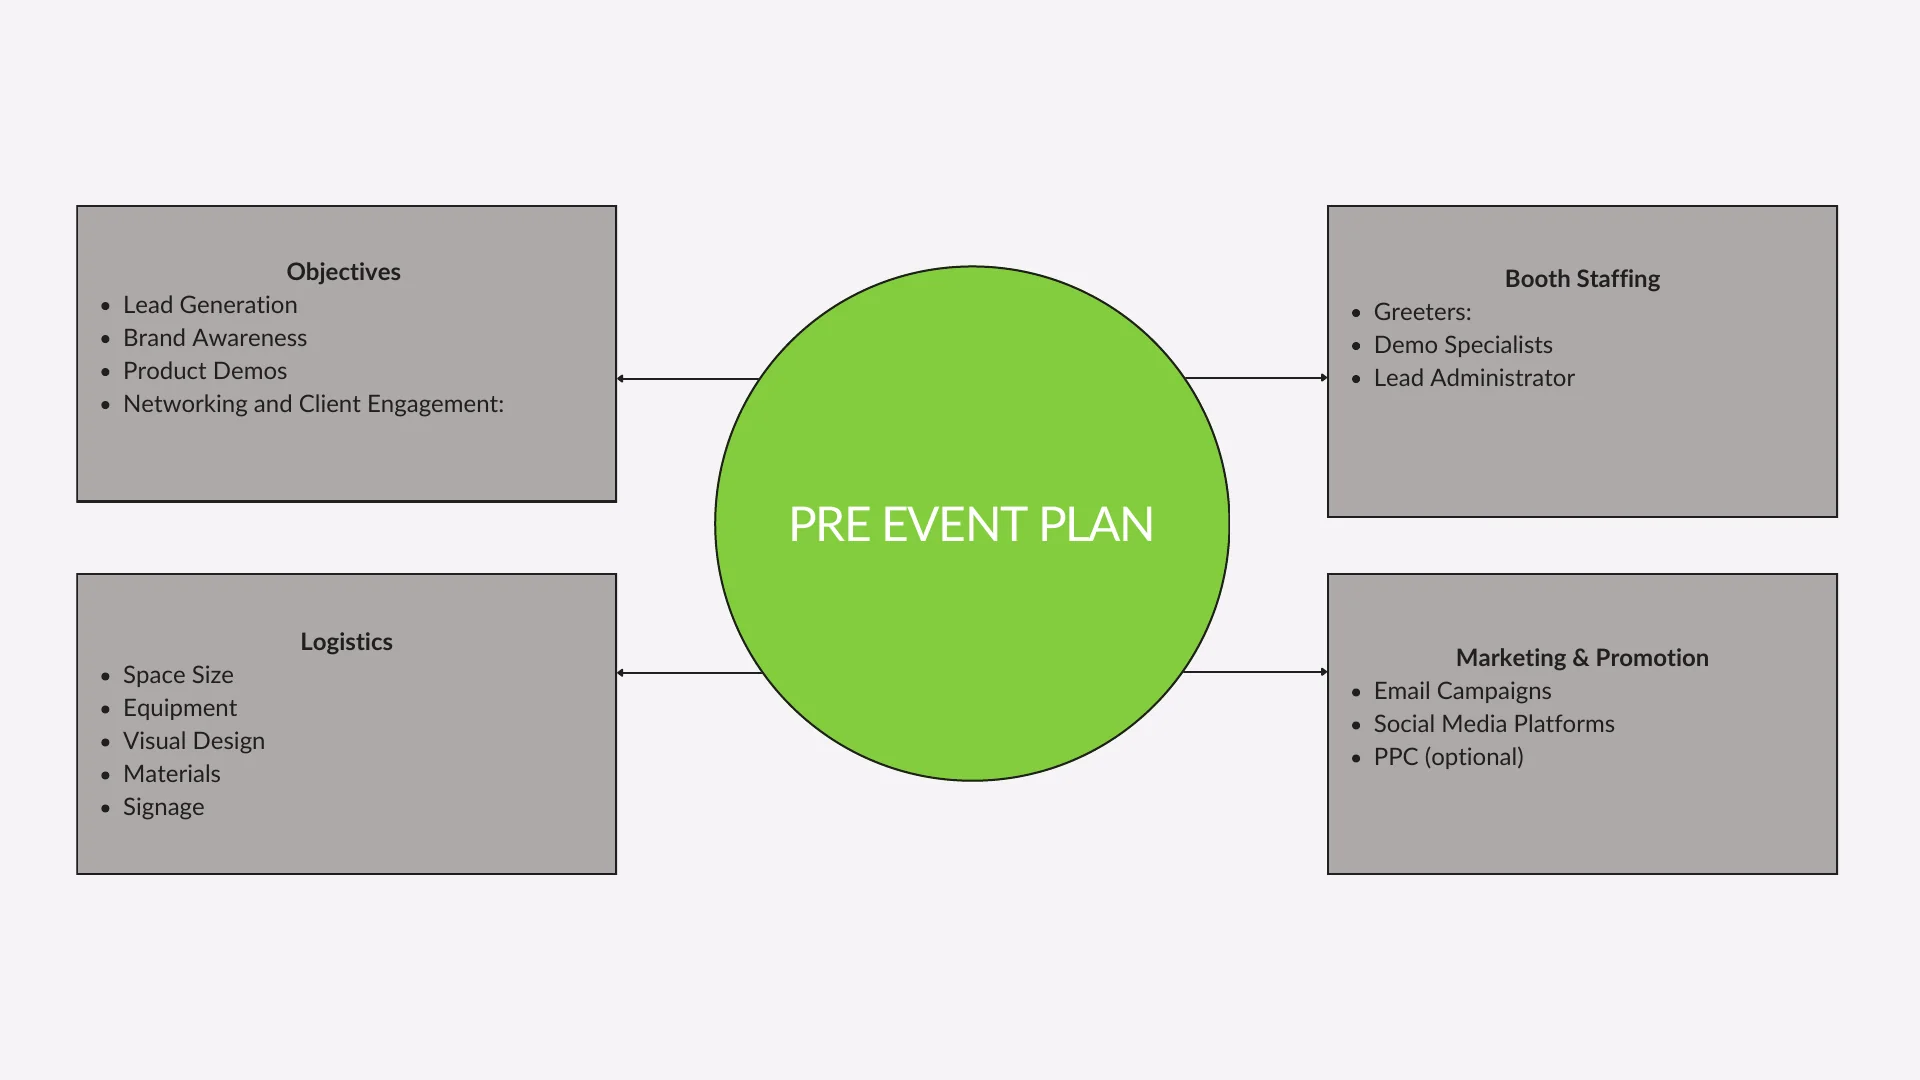 Objectives
• Lead Generation
• Brand Awareness
• Product Demos
• Networking and Client Engagement:
Logistics
• Space Size
• Equipment
• Visual Design
• Materials
• Signage
PRE EVENT PLAN
Booth Staffing
• Greeters:
• Demo Specialists
• Lead Administrator
Marketing & Promotion
• Email Campaigns
• Social Media Platforms
• PPC (optional)